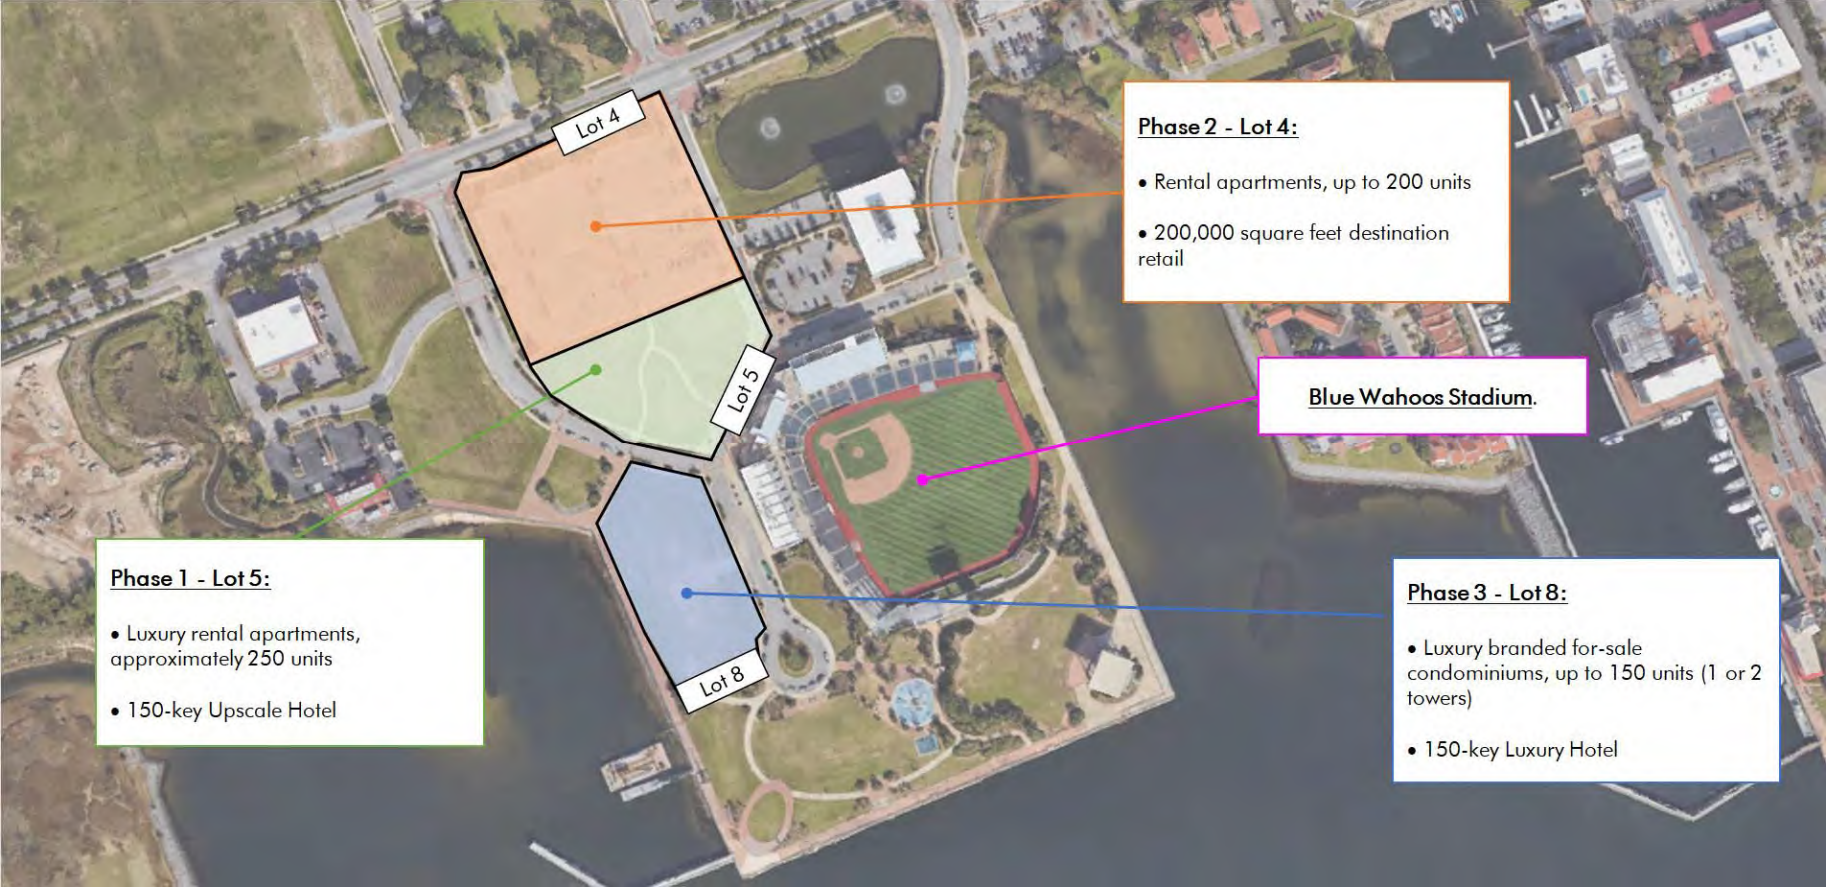 Lot 4
Phase 2 - Lot 4:
• Rental apartments, up to 200 units
• 200,000 square feet destination
retail
Lot 5
Blue Wahoos Stadium.
Phase 1 - Lot 5:
• Luxury rental apartments,
approximately 250 units
• 150-key Upscale Hotel
Lot 8
Phase 3 - Lot 8:
• Luxury branded for-sale
condominiums, up to 150 units (1 or 2
towers)
• 150-key Luxury Hotel